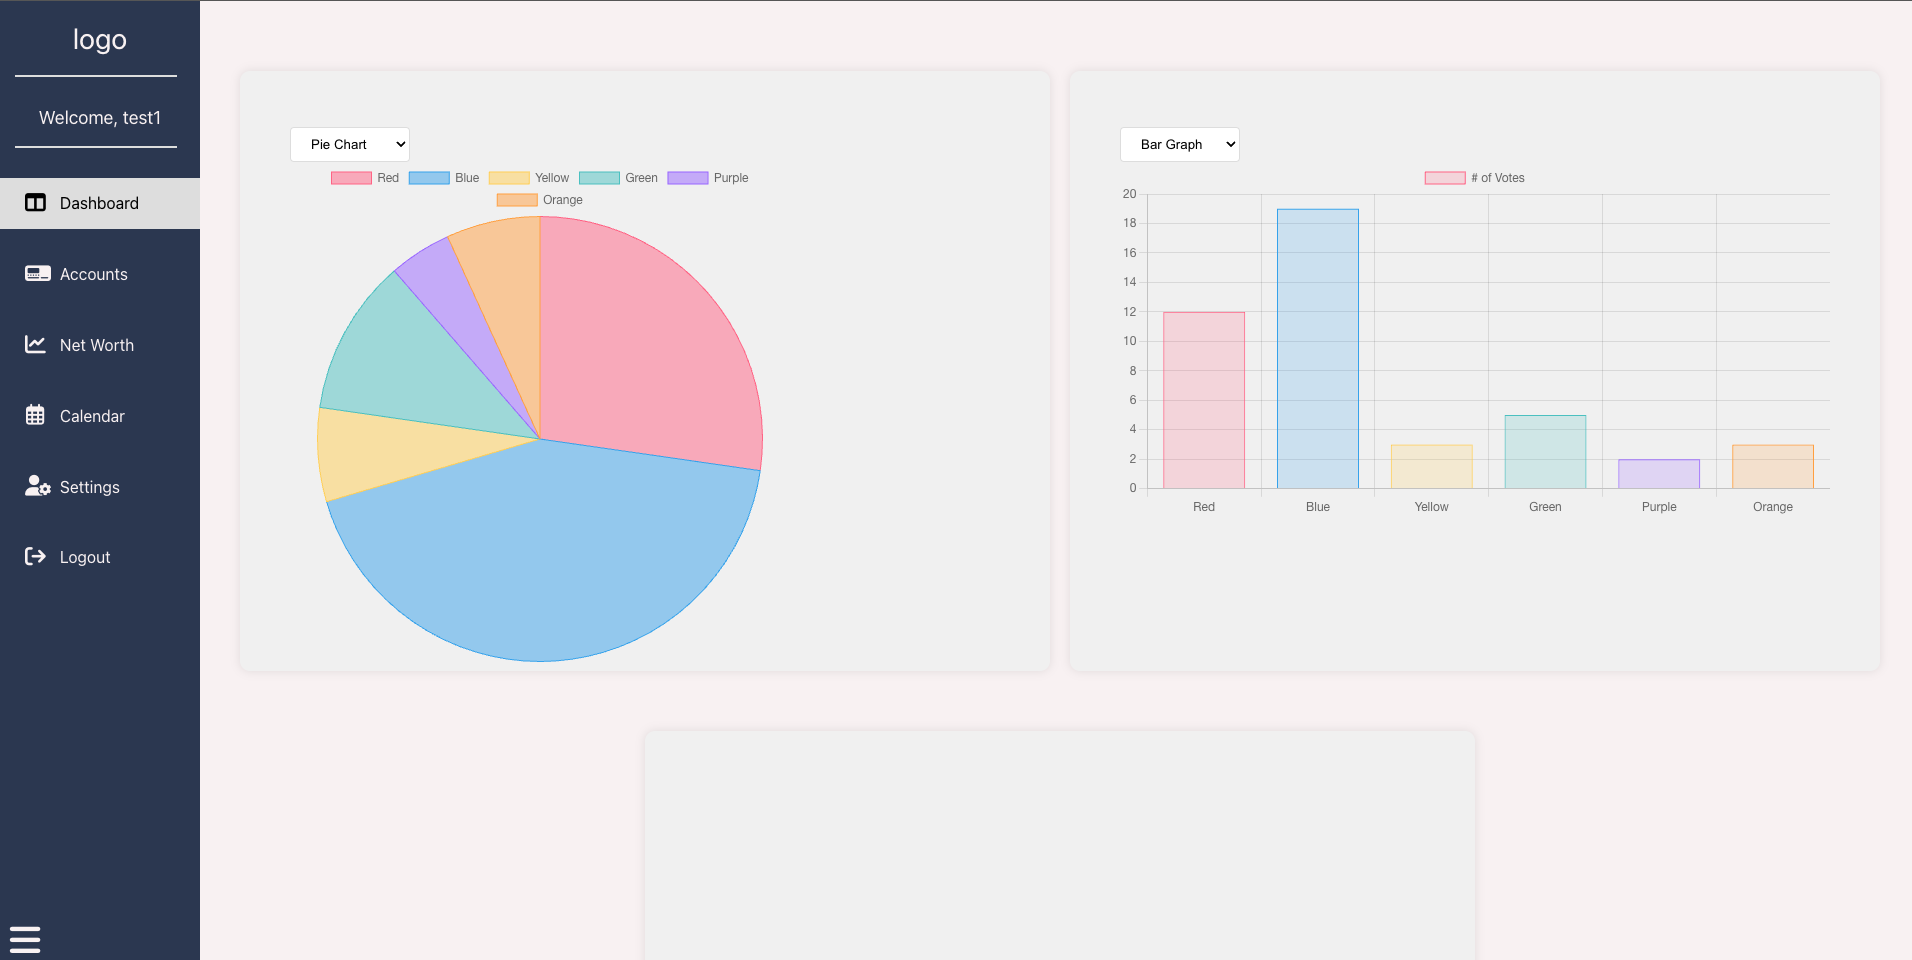 logo
Welcome, test1
Dashboard
Accounts
Net Worth
Calendar
Settings
Logout
Pie Chart
Red Blue Yellow Green Purple
Orange
Bar Graph
# of Votes
20
18
16
14
12
10
8
6
4
2
0
Red Blue Yellow Green Purple Orange